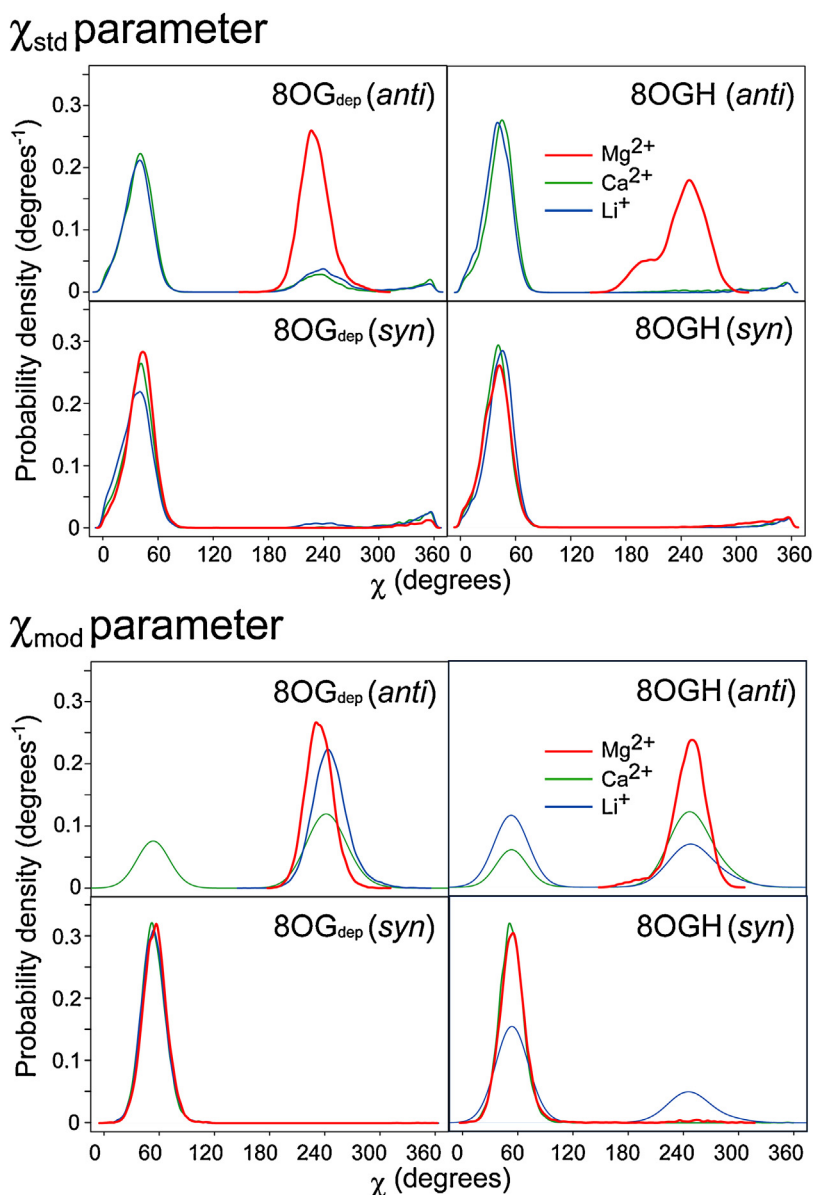 χstd parameter
8OGdep (anti)
8OGH (anti)
Mg2+
Ca2+
Li+
0.3
0.2
0.1
0
8OGdep (syn)
8OGH (syn)
0.3
0.2
0.1
0
Probability density (degrees-1)
0 60 120 180 240 300 360
0 60 120 180 240 300 360
χ (degrees)
χmod parameter
8OGdep (anti)
8OGH (anti)
Mg2+
Ca2+
Li+
0.3
0.2
0.1
0
8OGdep (syn)
8OGH (syn)
0.3
0.2
0.1
0
Probability density (degrees-1)
0 60 120 180 240 300 360
0 60 120 180 240 300 360
χ (degrees)